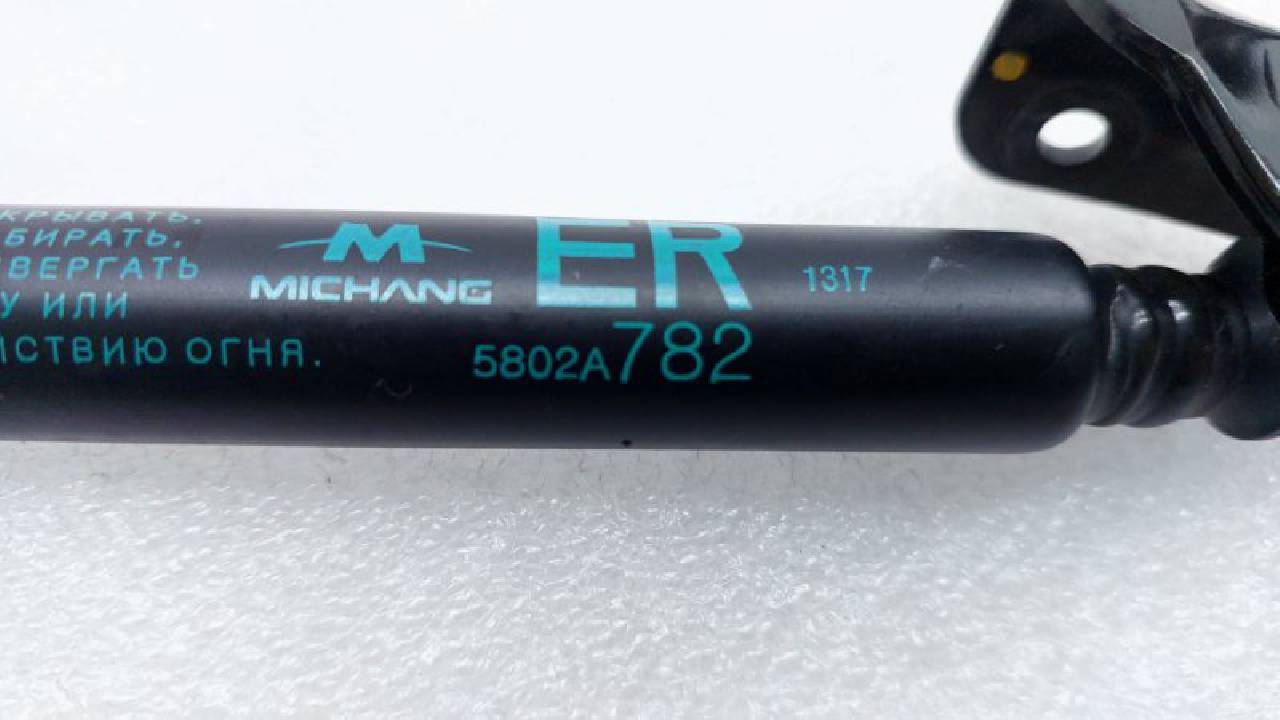 КРЫВАТЬ.
БИРАТЬ,
ВЕРГАТЬ
У ИЛИ
ЙСТВИЮ ОГНЯ.
M
MICHANG
ER
1317
5802A782